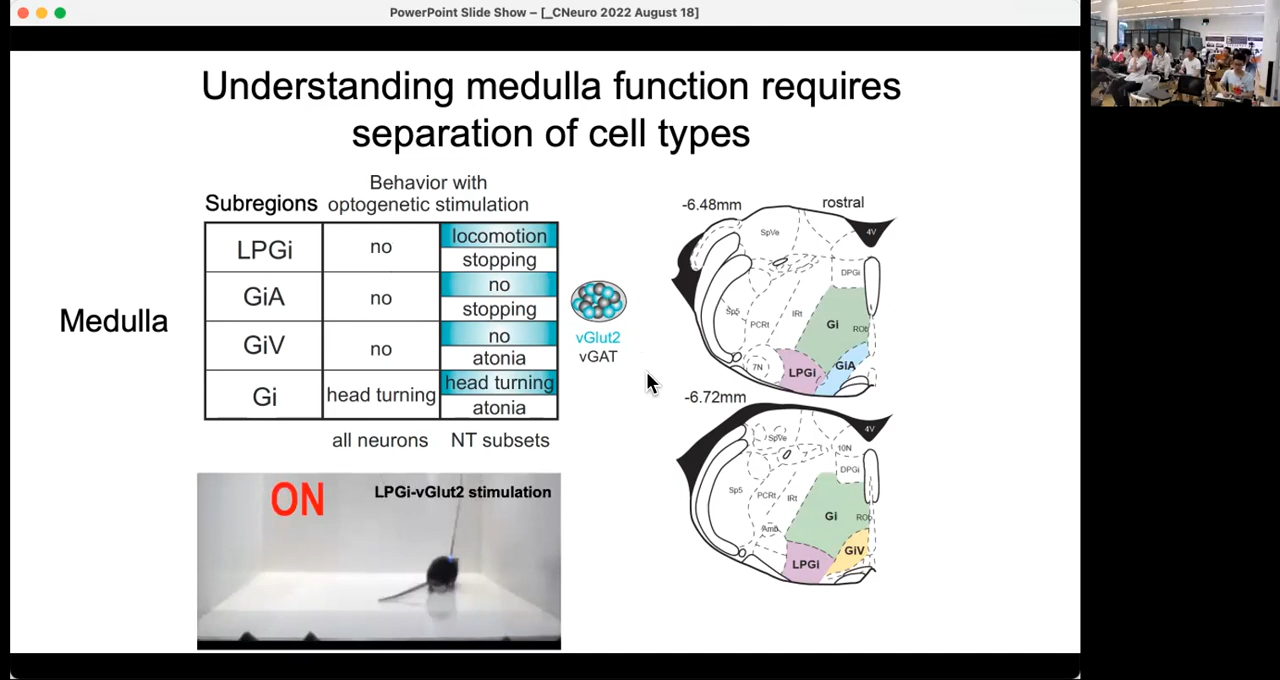 PowerPoint Slide Show – [_CNeuro 2022 August 18]
Understanding medulla function requires
separation of cell types
Behavior with
Subregions optogenetic stimulation
Medulla
LPGi no locomotion
stopping
GiA no no
stopping
GiV no no
atonia
Gi head turning head turning
atonia
all neurons NT subsets
vGlut2
vGAT
ON LPGi-vGlut2 stimulation
-6.48mm rostral
SpVe 4V
DPGi
Sp5 PCRt IRt Gi ROb
7N LPGi GiA
-6.72mm
SpVe 4V
10N
DPGi
Sp5 PCRt IRt
Gi ROb
Amb
LPGi GiV